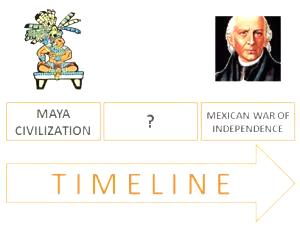 MAYA
CIVILIZATION
?
MEXICAN WAR OF
INDEPENDENCE
TIMELINE